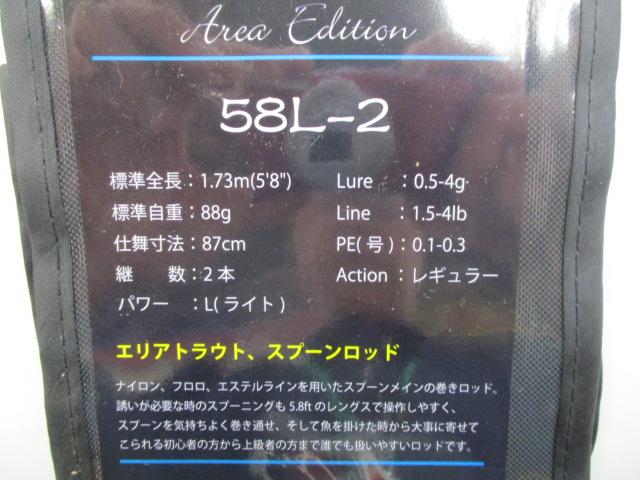 Area Edition
58L-2
標準全長：1.73m(5'8")
標準自重：88g
仕舞寸法：87cm
継　　数：2本
パワー　：L(ライト)
Lure　：0.5-4g
Line　：1.5-4lb
PE(号)：0.1-0.3
Action：レギュラー
エリアトラウト、スプーンロッド
ナイロン、フロロ、エステルラインを用いたスプーンメインの巻きロッド。
誘いが必要な時のスプーニングも5.8ftのレングスで操作しやすく、
スプーンを気持ちよく巻き通せ、そして魚を掛けた時から大事に寄せて
こられる初心者の方から上級者の方まで誰でも扱いやすいロッドです。